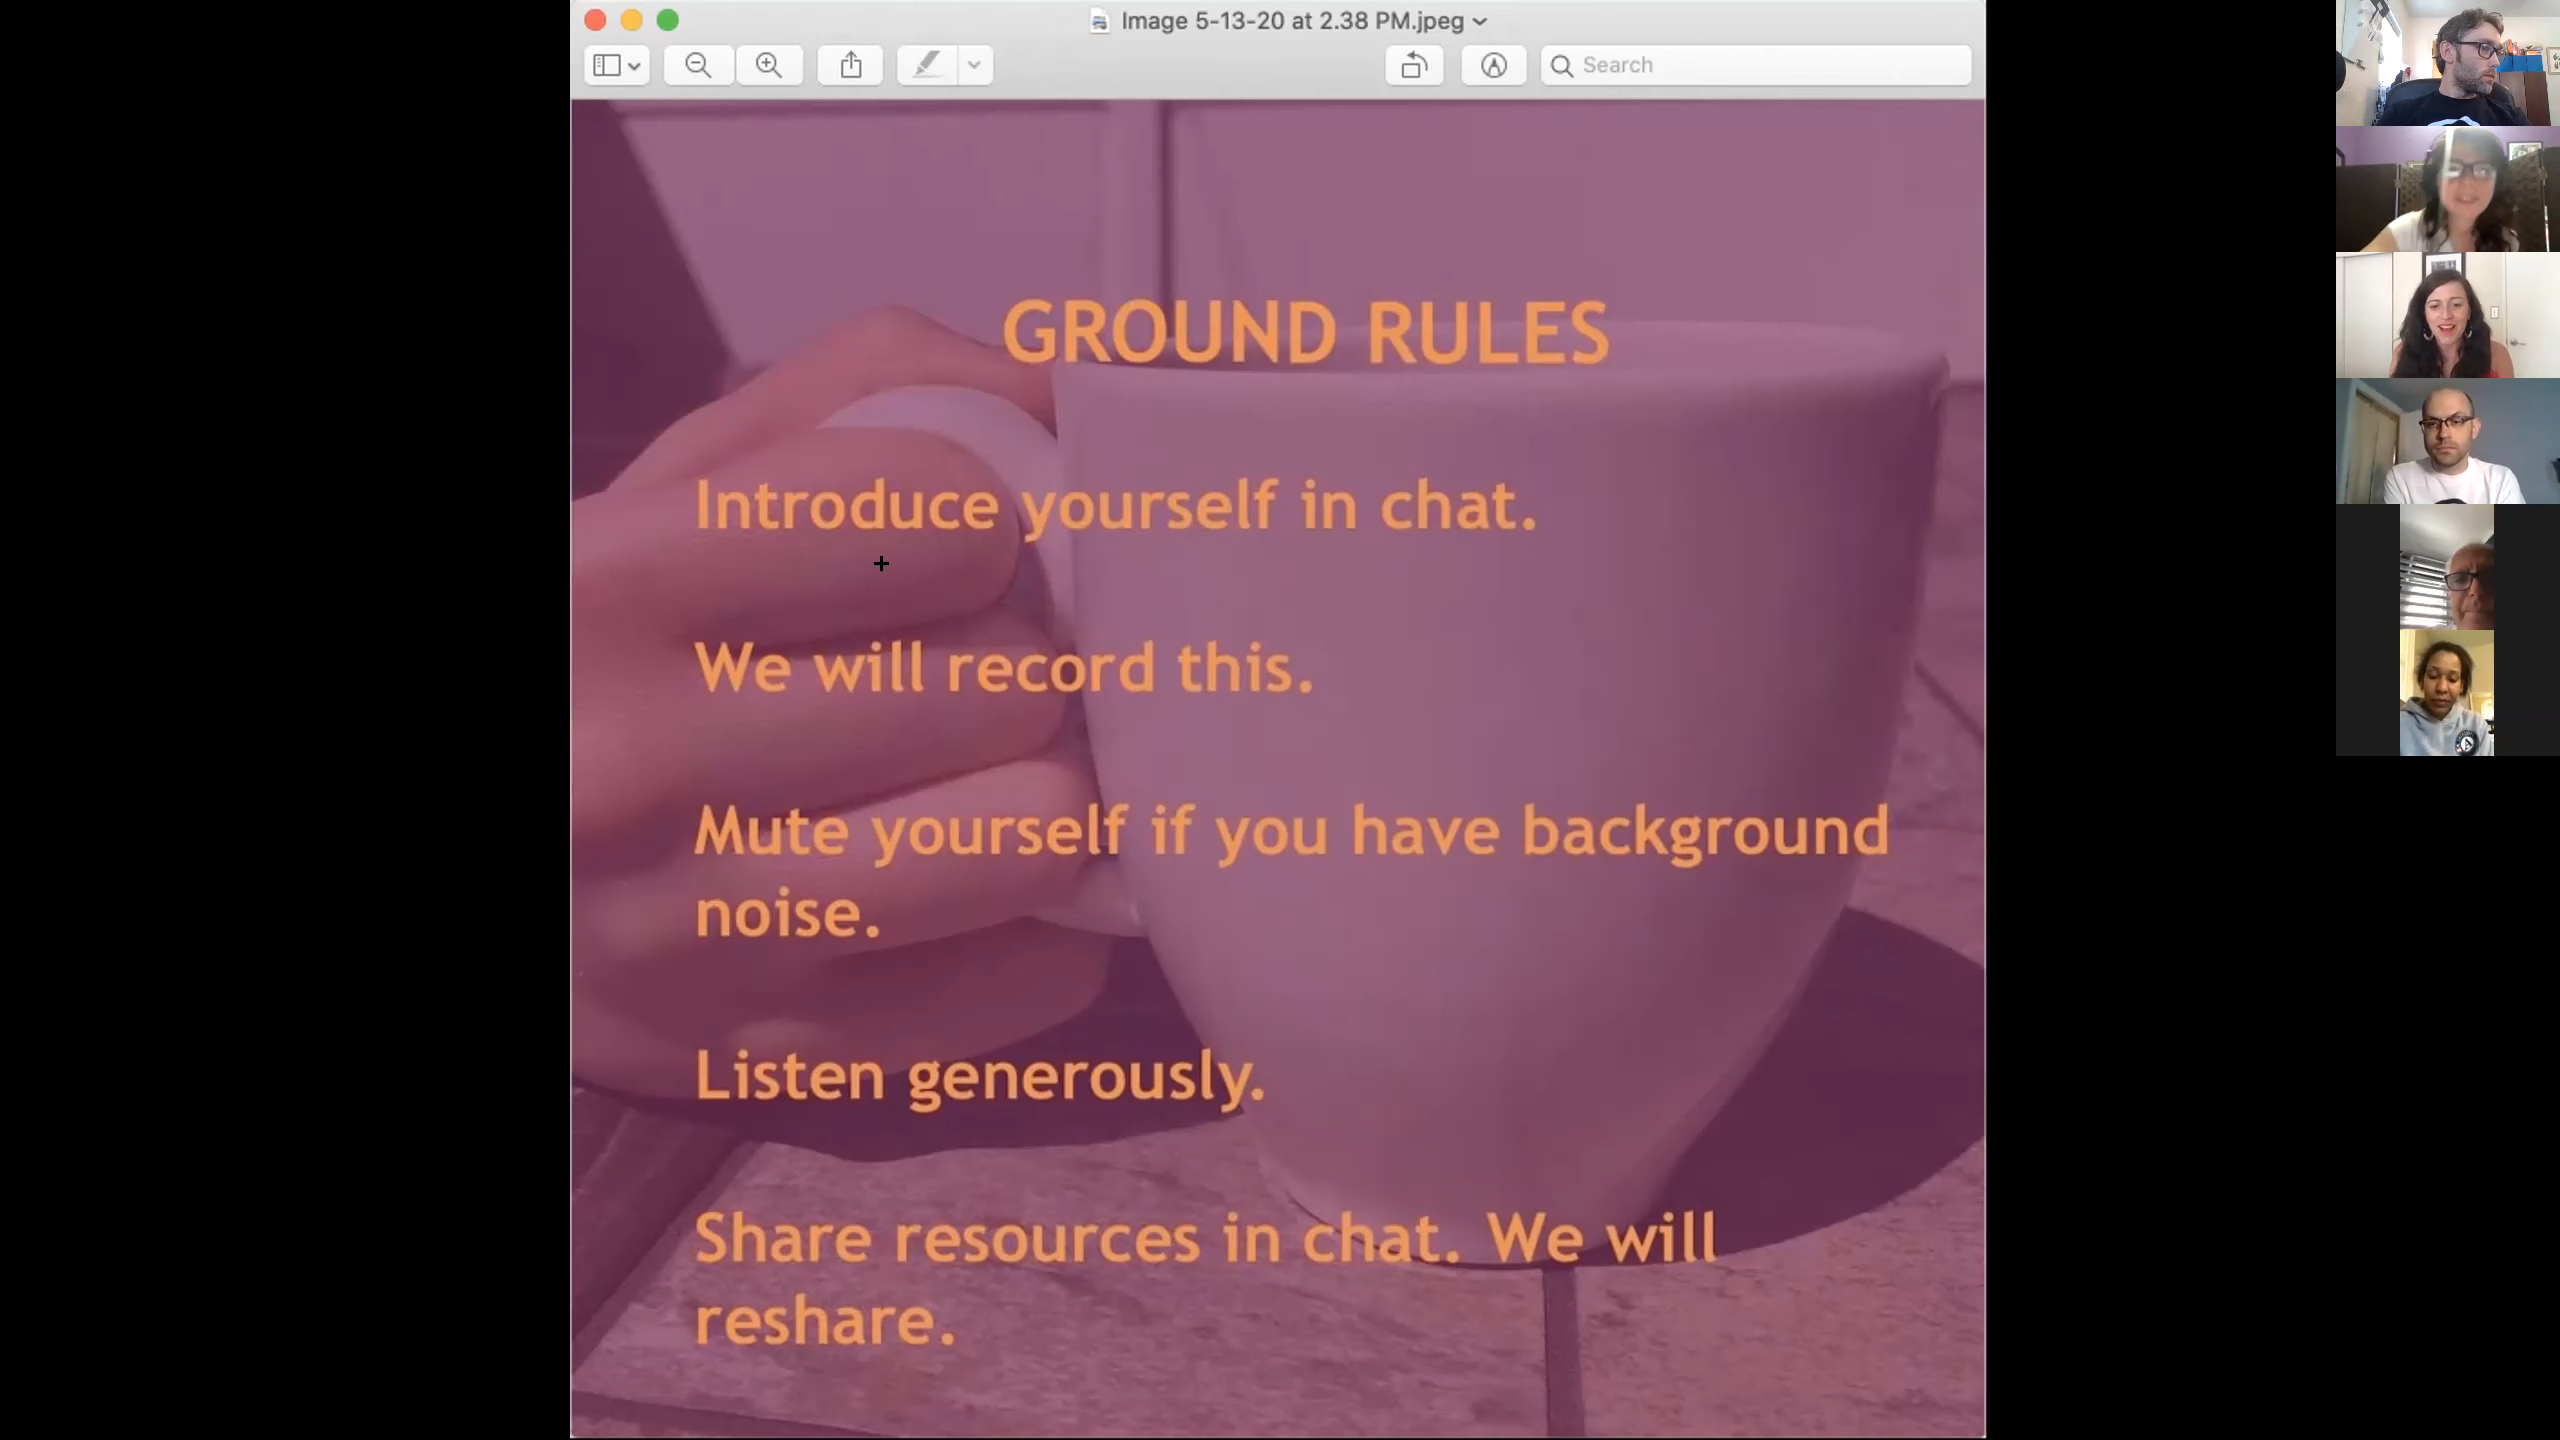 Image 5-13-20 at 2.38 PM.jpeg
Search
GROUND RULES
Introduce yourself in chat.
We will record this.
Mute yourself if you have background
noise.
Listen generously.
Share resources in chat. We will
reshare.